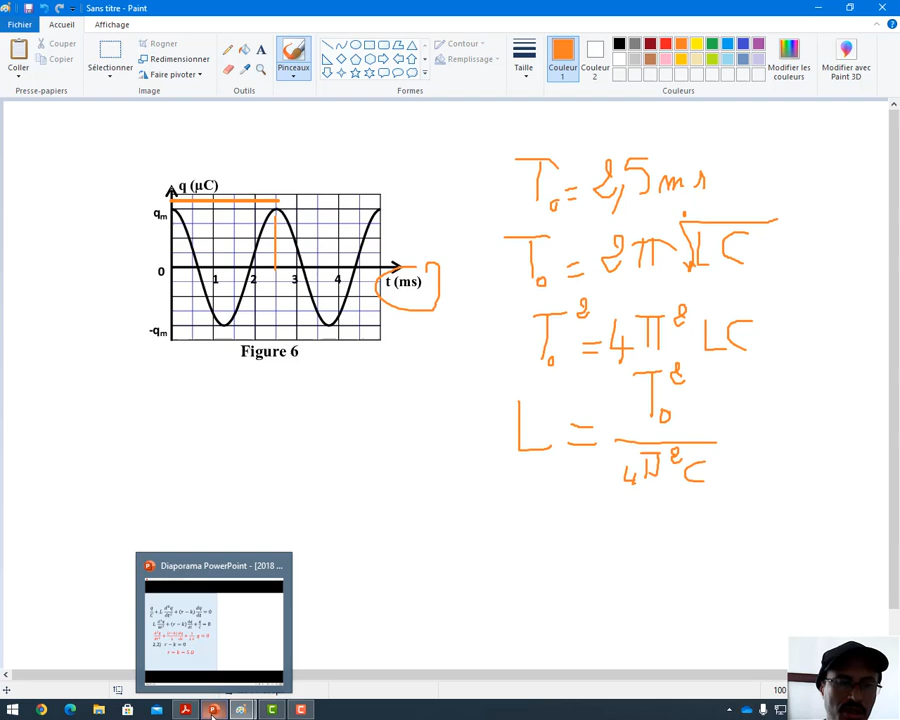 Sans titre - Paint
Fichier Accueil Affichage
Coller
Couper
Copier
Presse-papiers
Sélectionner
Rogner
Redimensionner
Faire pivoter
Image
Outils
Pinceaux
Contour
Remplissage
Formes
Taille
Couleur 1
Couleur 2
Modifier les couleurs
Couleurs
Modifier avec Paint 3D
q (µC)
qm
0
1 2 3 4
t (ms)
-qm
Figure 6
T₀ = 2,5 ms
T₀ = 2π√LC
T₀² = 4π² LC
L = T₀² / 4π²C
Diaporama PowerPoint - [2018 ...
r = k = 5 Ω
100